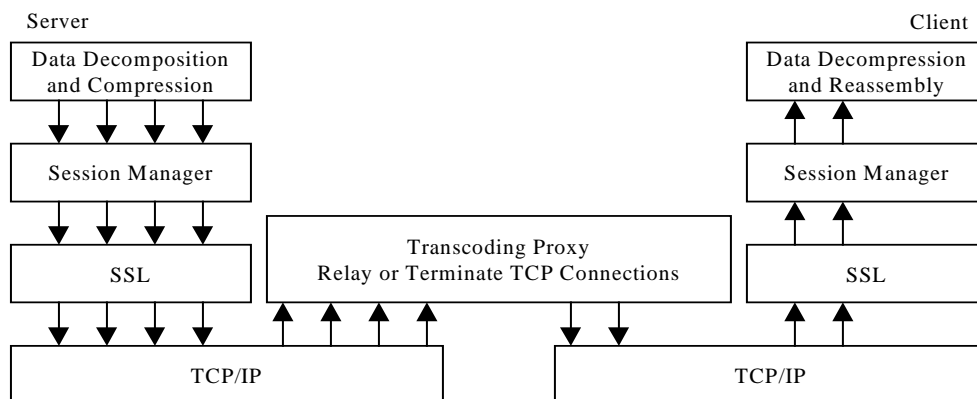 Server
Client
Data Decomposition
and Compression
Data Decompression
and Reassembly
Session Manager
Session Manager
Transcoding Proxy
Relay or Terminate TCP Connections
SSL
SSL
TCP/IP
TCP/IP